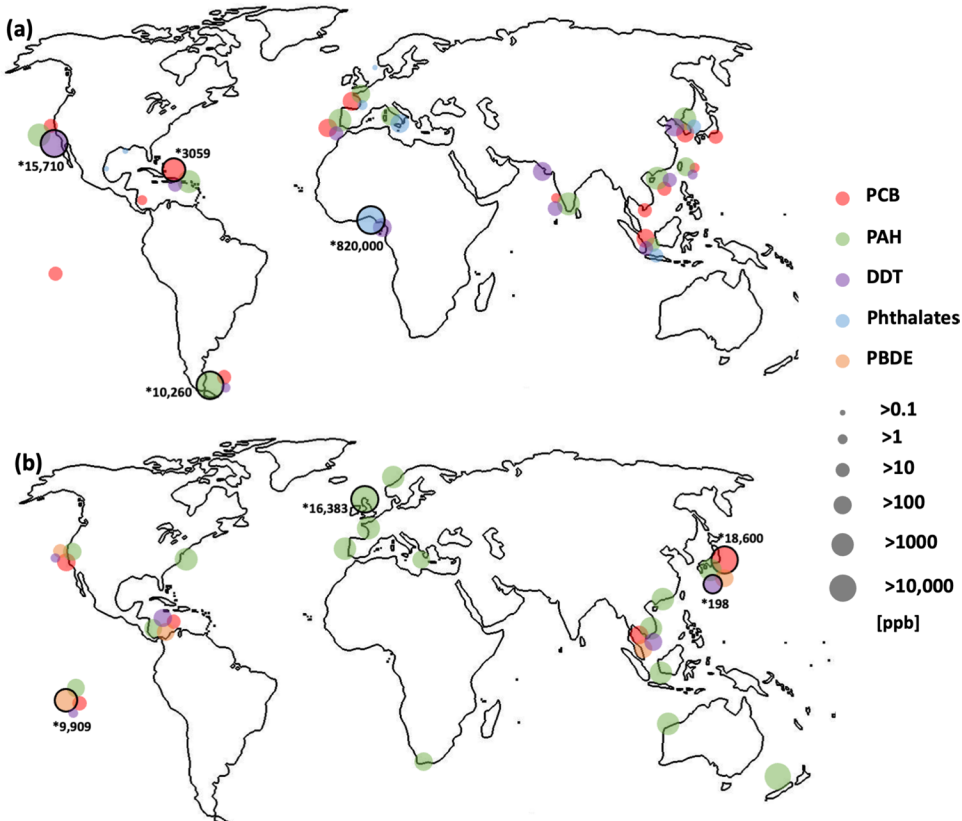 (a)
*15,710
*3059
*820,000
*10,260
PCB
PAH
DDT
Phthalates
PBDE
>0.1
>1
>10
>100
>1000
>10,000
[ppb]
(b)
*16,383
*18,600
*198
*9,909